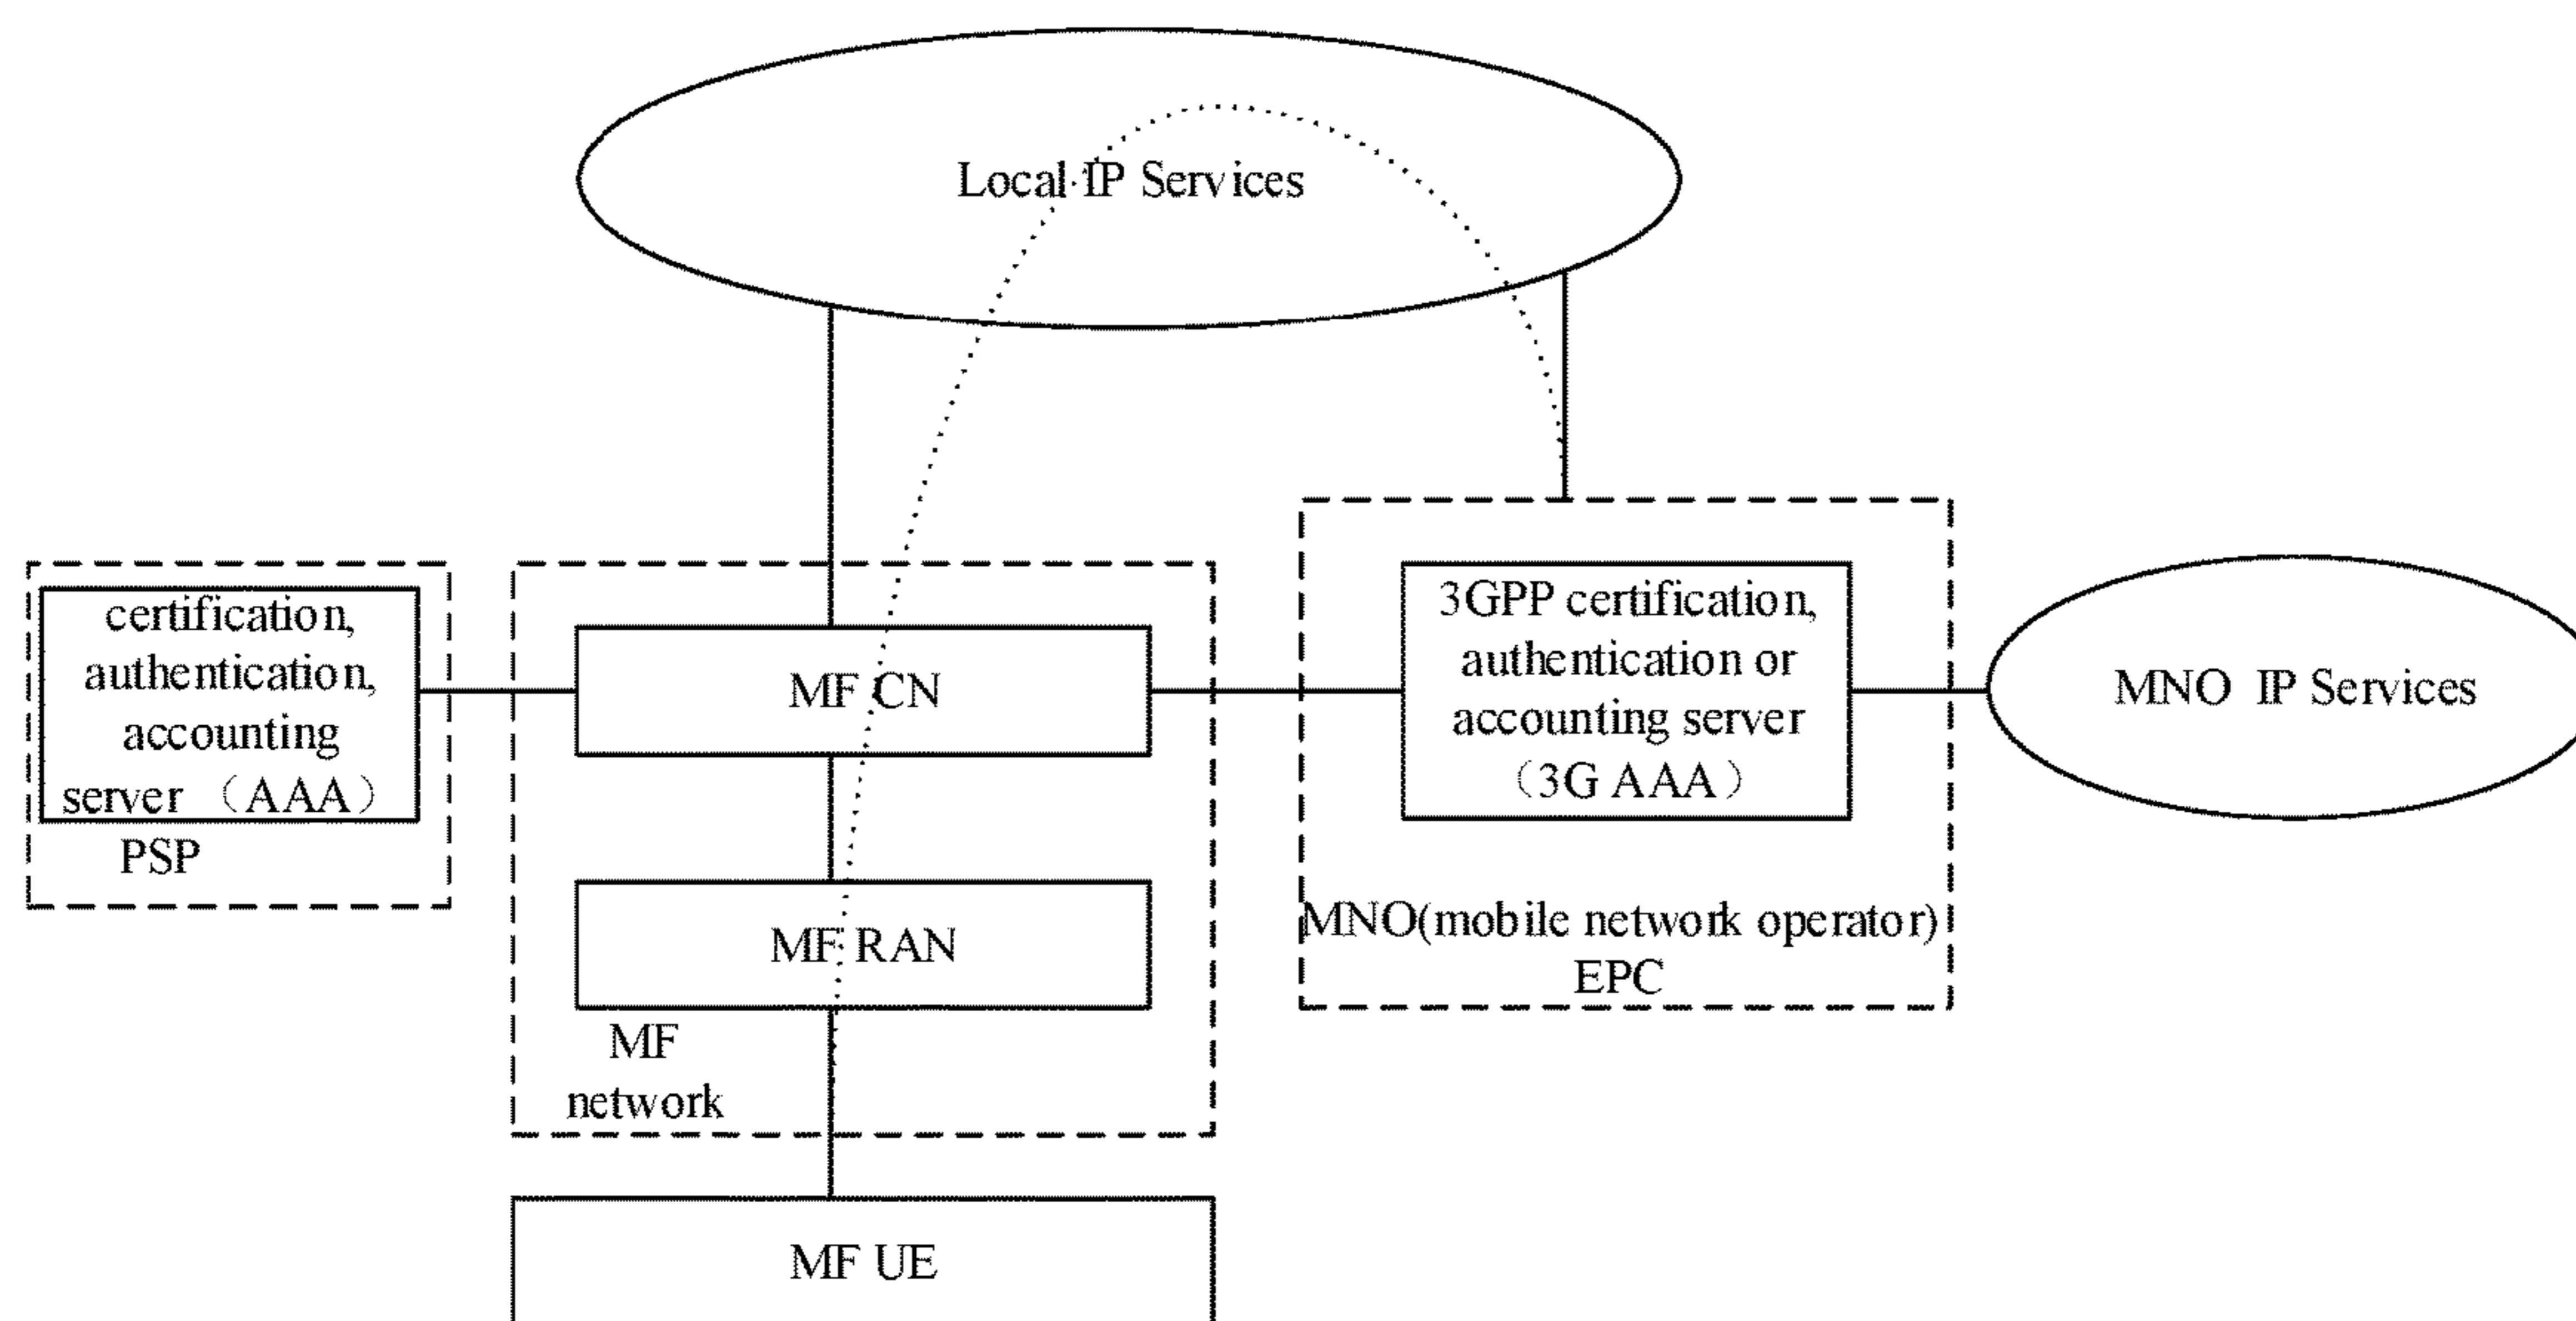 Local IP Services
certification,
authentication,
accounting
server （AAA）
PSP
MF CN
MF RAN
MF
network
MF UE
3GPP certification,
authentication or
accounting server
（3G AAA）
MNO(mobile network operator)
EPC
MNO IP Services